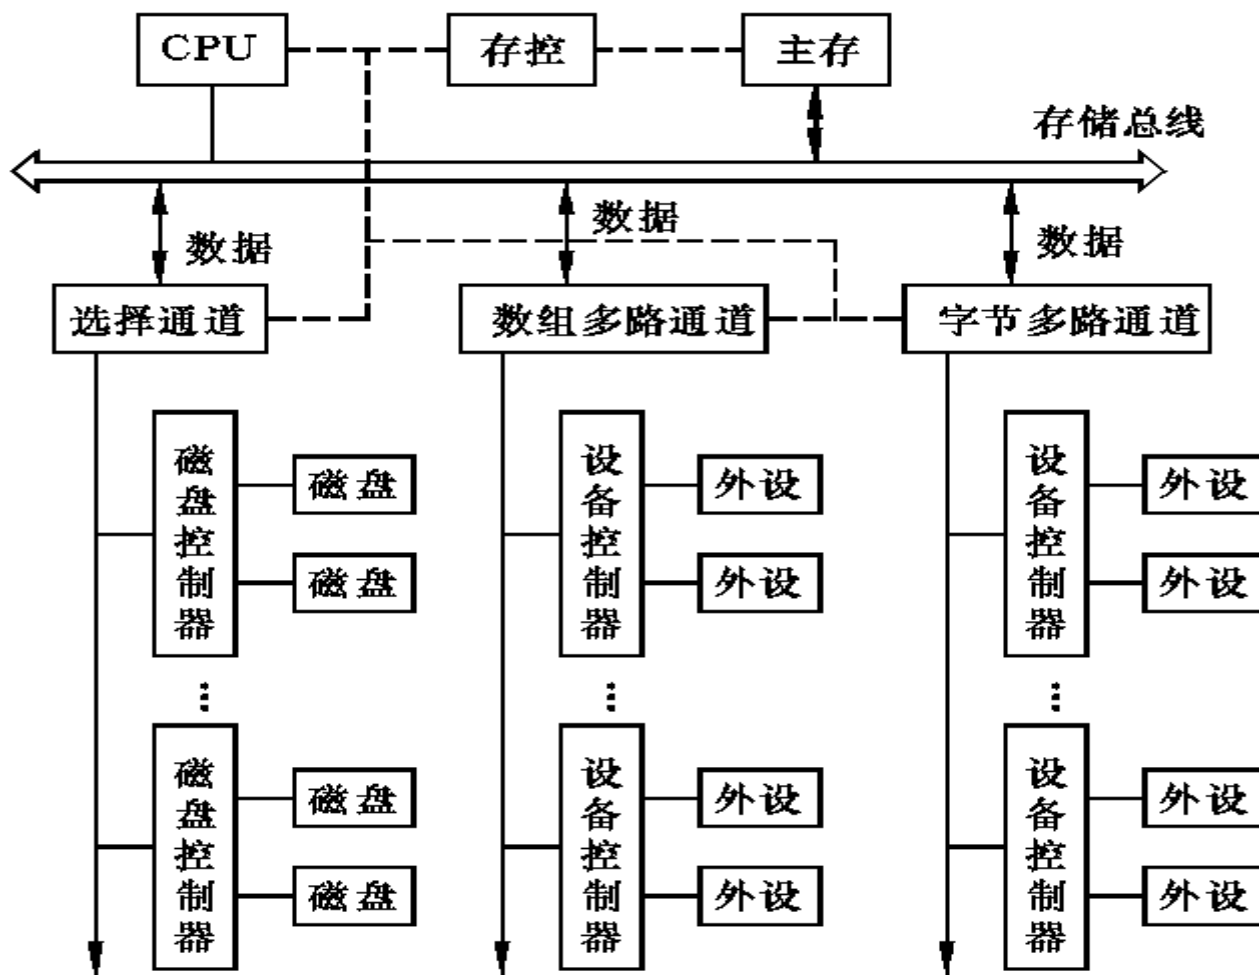 CPU
存控
主存
存储总线
数据
数据
数据
选择通道
数组多路通道
字节多路通道
磁盘控制器
磁盘
磁盘
设备控制器
外设
外设
设备控制器
外设
外设
磁盘控制器
磁盘
磁盘
设备控制器
外设
外设
设备控制器
外设
外设